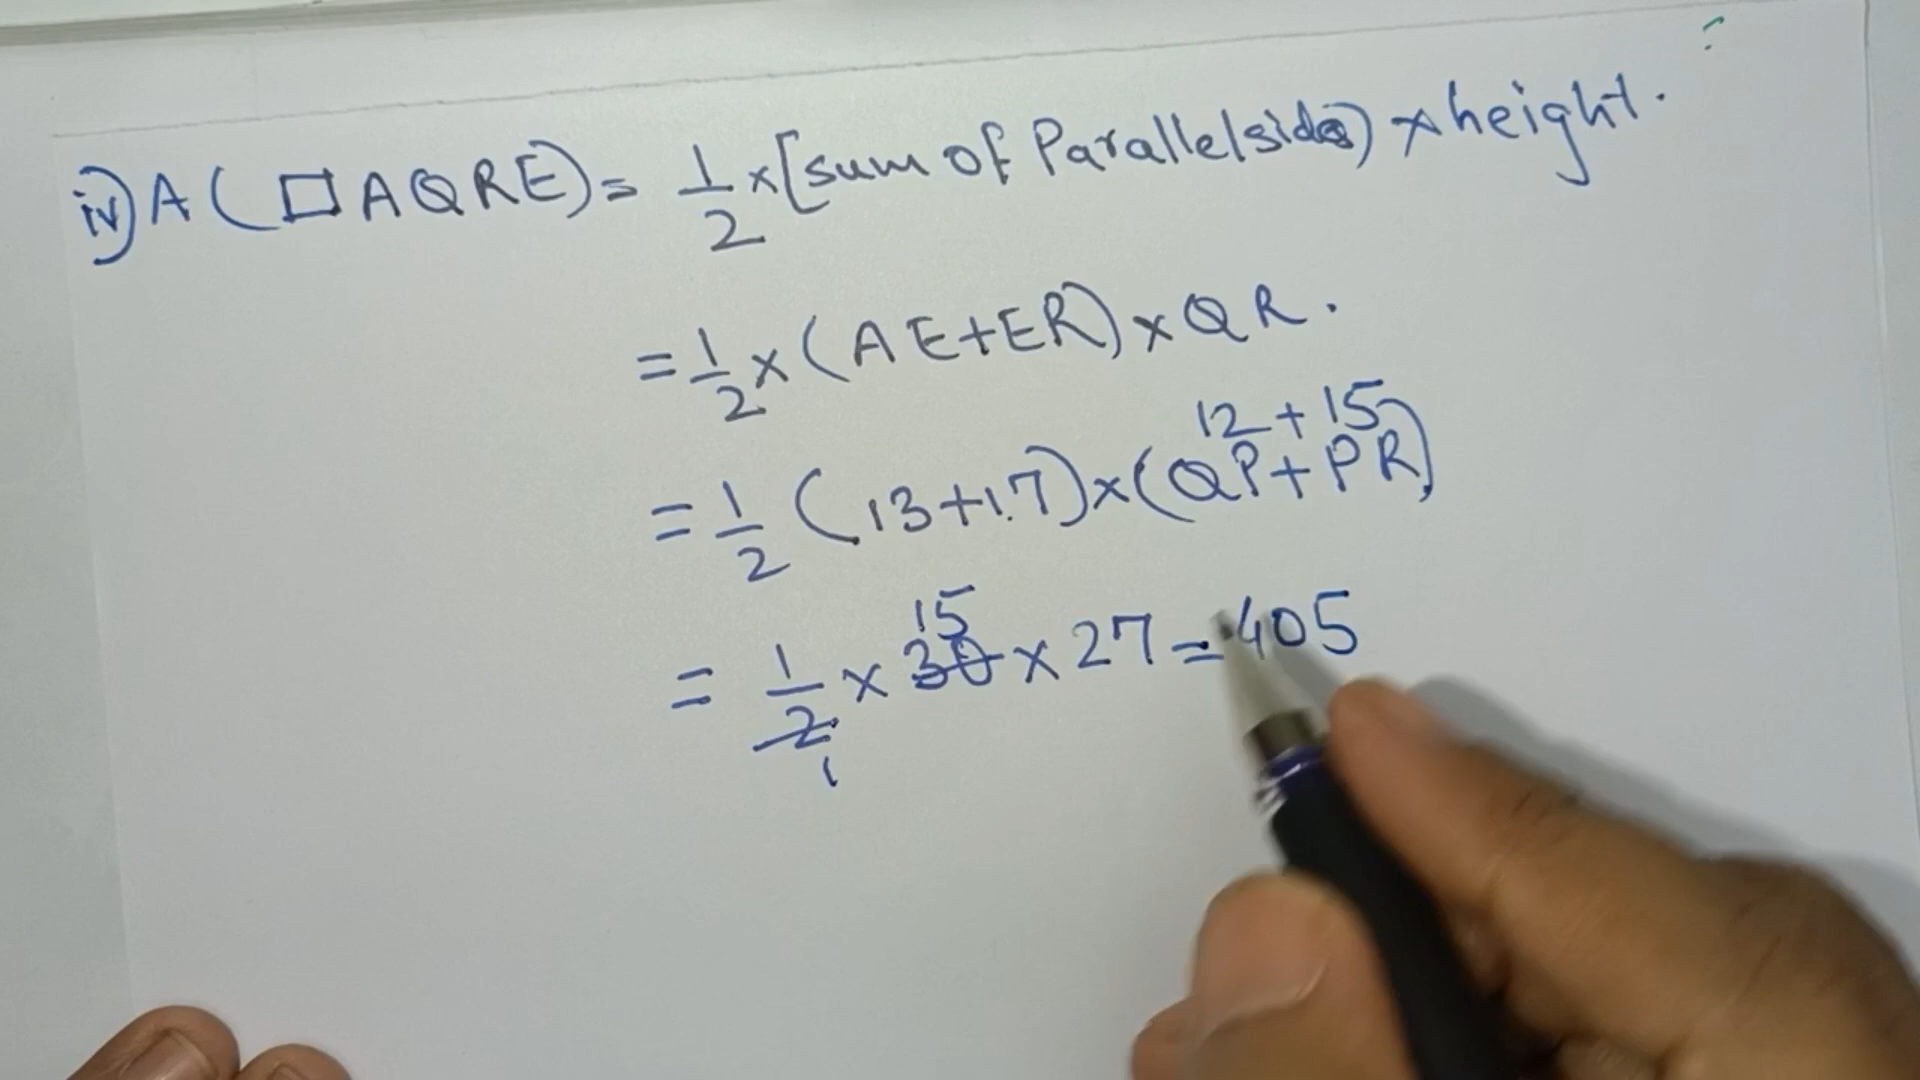 iv) A ( □ AQRE) = 1/2 × [sum of Parallel sides) × height.
= 1/2 × (AE+ER) × QR.
12 + 15
= 1/2 (13+17) × (QP+PR)
15
= 1/2 × 30 × 27 = 405
1